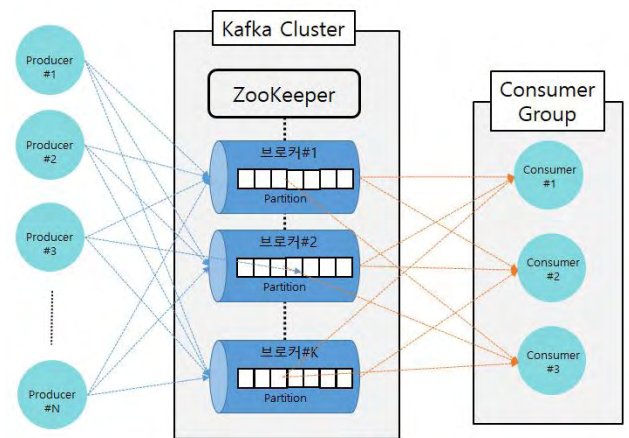 Kafka Cluster
Producer
#1
Producer
#2
Producer
#3
Producer
#N
ZooKeeper
브로커#1
Partition
브로커#2
Partition
브로커#K
Partition
Consumer
Group
Consumer
#1
Consumer
#2
Consumer
#3